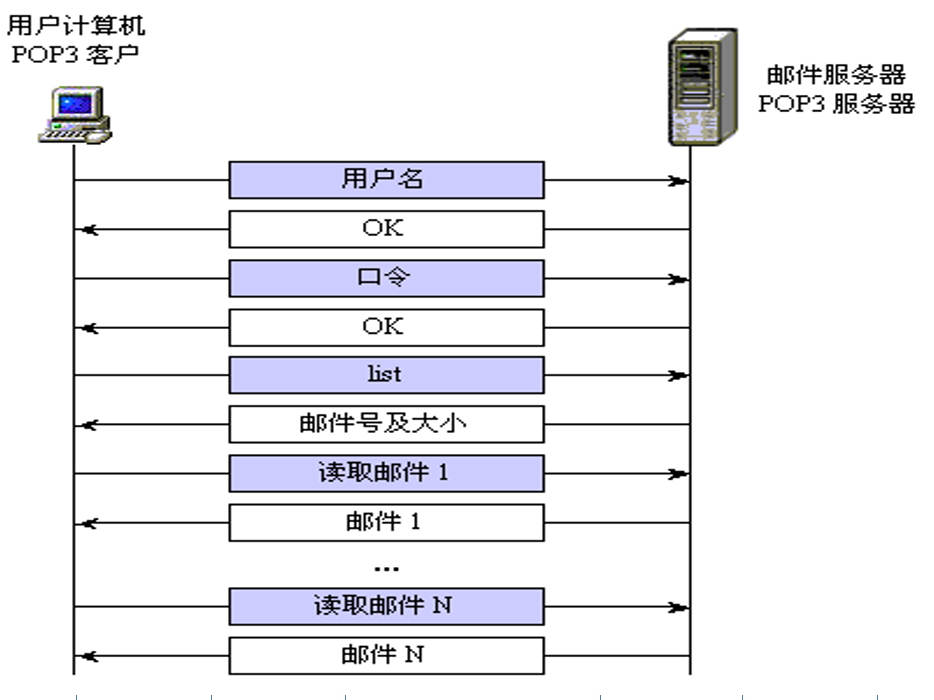 用户计算机
POP3 客户
邮件服务器
POP3 服务器
用户名
OK
口令
OK
list
邮件号及大小
读取邮件 1
邮件 1
...
读取邮件 N
邮件 N